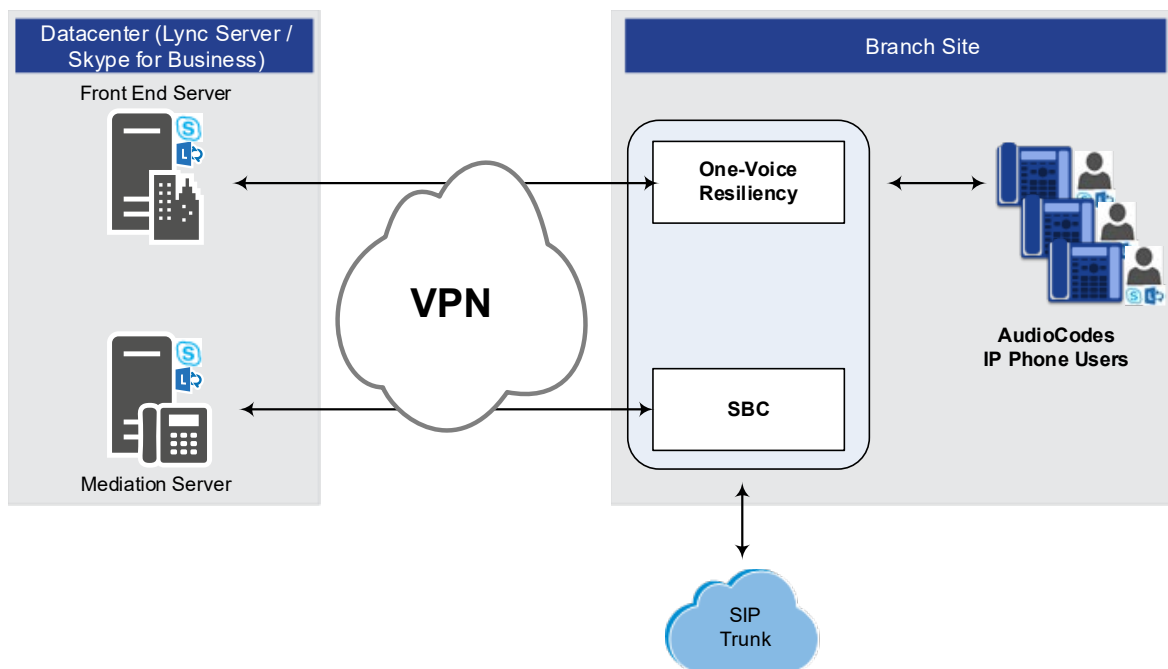 Datacenter (Lync Server /
Skype for Business)
Front End Server
Mediation Server
VPN
Branch Site
One-Voice
Resiliency
SBC
AudioCodes
IP Phone Users
SIP
Trunk